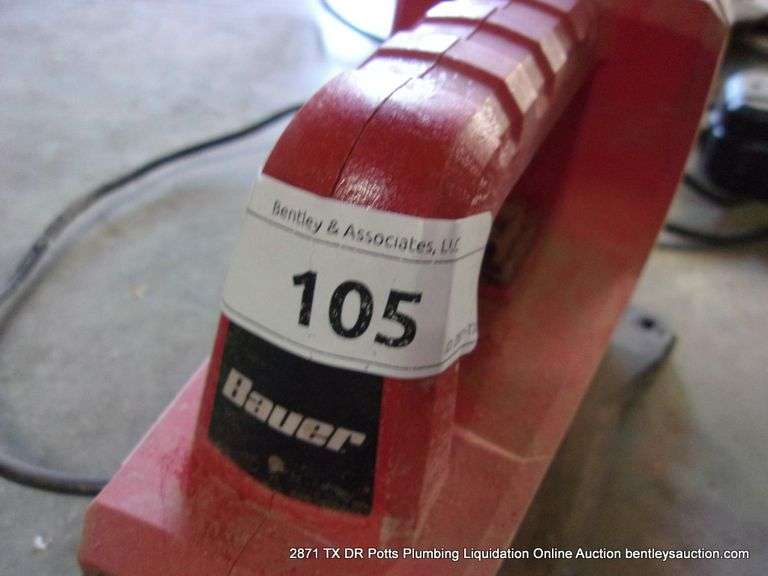 Bentley & Associates, LLC
105
Bauer
2871 TX DR Potts Plumbing Liquidation Online Auction bentleysauction.com